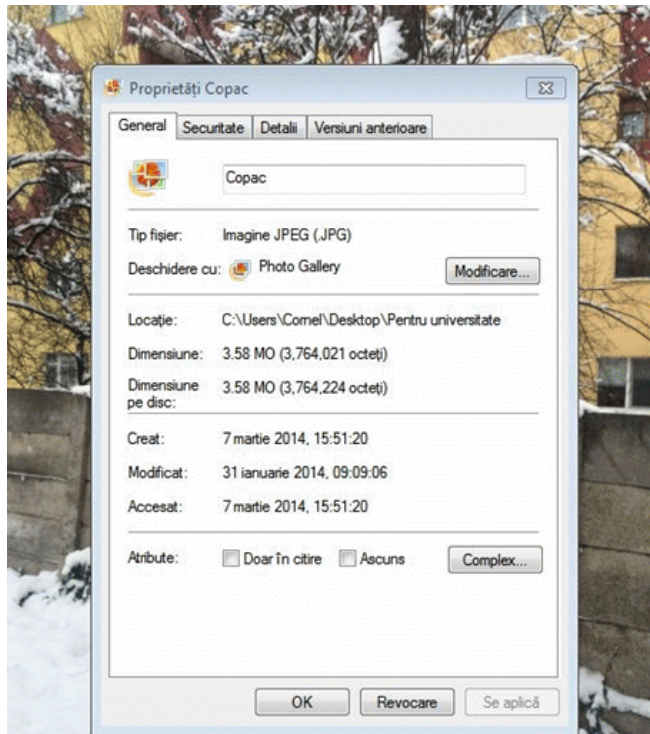 Proprietăți Copac
General Securitate Detalii Versiuni anterioare
Copac
Tip fișier: Imagine JPEG (.JPG)
Deschidere cu: Photo Gallery Modificare...
Locație: C:\Users\Cornel\Desktop\Pentru universitate
Dimensiune: 3.58 MO (3,764,021 octeți)
Dimensiune pe disc: 3.58 MO (3,764,224 octeți)
Creat: 7 martie 2014, 15:51:20
Modificat: 31 ianuarie 2014, 09:09:06
Accesat: 7 martie 2014, 15:51:20
Atribute: Doar în citire Ascuns Complex...
OK Revocare Se aplică